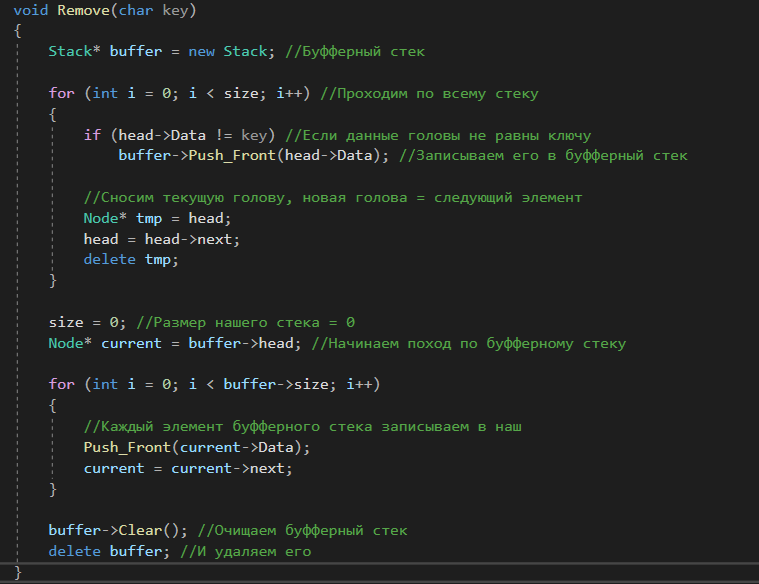 void Remove(char key)
{
Stack* buffer = new Stack; //Буфферный стек
for (int i = 0; i < size; i++) //Проходим по всему стеку
{
if (head->Data != key) //Если данные головы не равны ключу
buffer->Push_Front(head->Data); //Записываем его в буфферный стек
//Сносим текущую голову, новая голова = следующий элемент
Node* tmp = head;
head = head->next;
delete tmp;
}
size = 0; //Размер нашего стека = 0
Node* current = buffer->head; //Начинаем поход по буфферному стеку
for (int i = 0; i < buffer->size; i++)
{
//Каждый элемент буфферного стека записываем в наш
Push_Front(current->Data);
current = current->next;
}
buffer->Clear(); //Очищаем буфферный стек
delete buffer; //И удаляем его
}